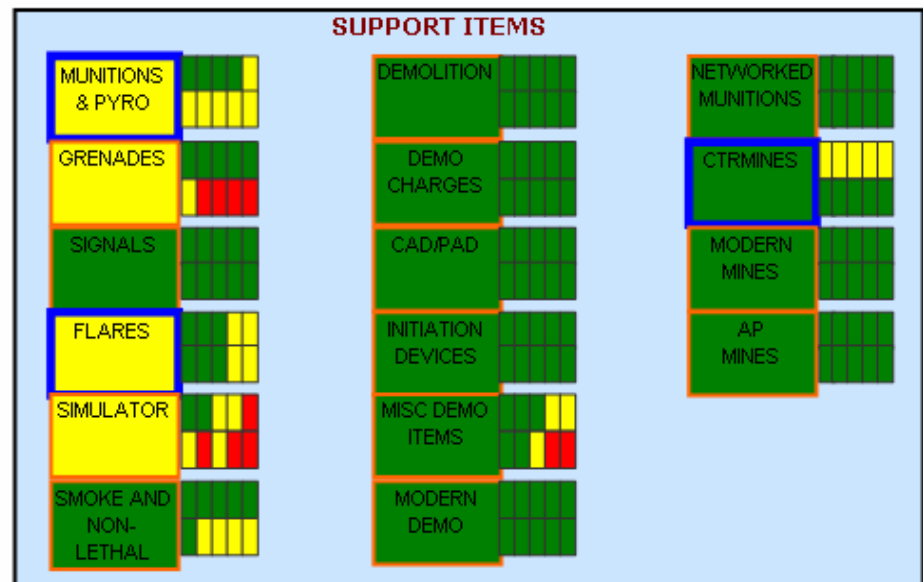 SUPPORT ITEMS
MUNITIONS
& PYRO
GRENADES
SIGNALS
FLARES
SIMULATOR
SMOKE AND
NON-
LETHAL
DEMOLITION
DEMO
CHARGES
CAD/PAD
INITIATION
DEVICES
MISC DEMO
ITEMS
MODERN
DEMO
NETWORKED
MUNITIONS
CTRMINES
MODERN
MINES
AP
MINES